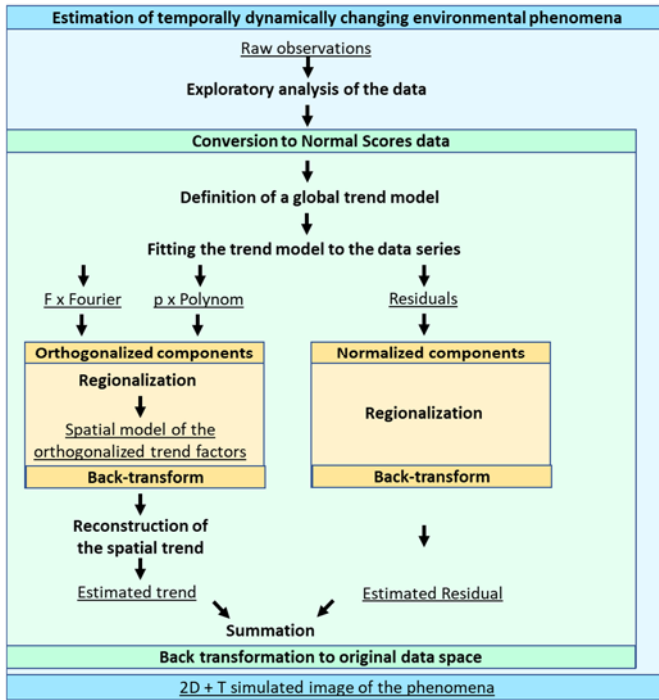 Estimation of temporally dynamically changing environmental phenomena
Raw observations
Exploratory analysis of the data
Conversion to Normal Scores data
Definition of a global trend model
Fitting the trend model to the data series
F x Fourier
p x Polynom
Residuals
Orthogonalized components
Regionalization
Spatial model of the
orthogonalized trend factors
Back-transform
Normalized components
Regionalization
Back-transform
Reconstruction of
the spatial trend
Estimated trend
Estimated Residual
Summation
Back transformation to original data space
2D + T simulated image of the phenomena